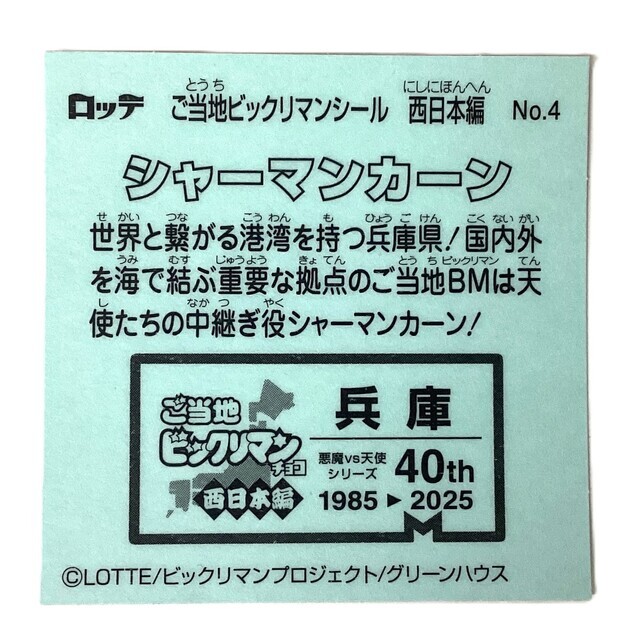 ロッテ ご当地ビックリマンシール 西日本編 No.4
シャーマンカーン
世界と繋がる港湾を持つ兵庫県!国内外
を海で結ぶ重要な拠点のご当地BMは天
使たちの中継ぎ役シャーマンカーン!
ご当地
ビックリマン
チョコ
西日本編
兵庫
悪魔vs天使
シリーズ 40th
1985▶2025
©LOTTE/ビックリマンプロジェクト/グリーンハウス